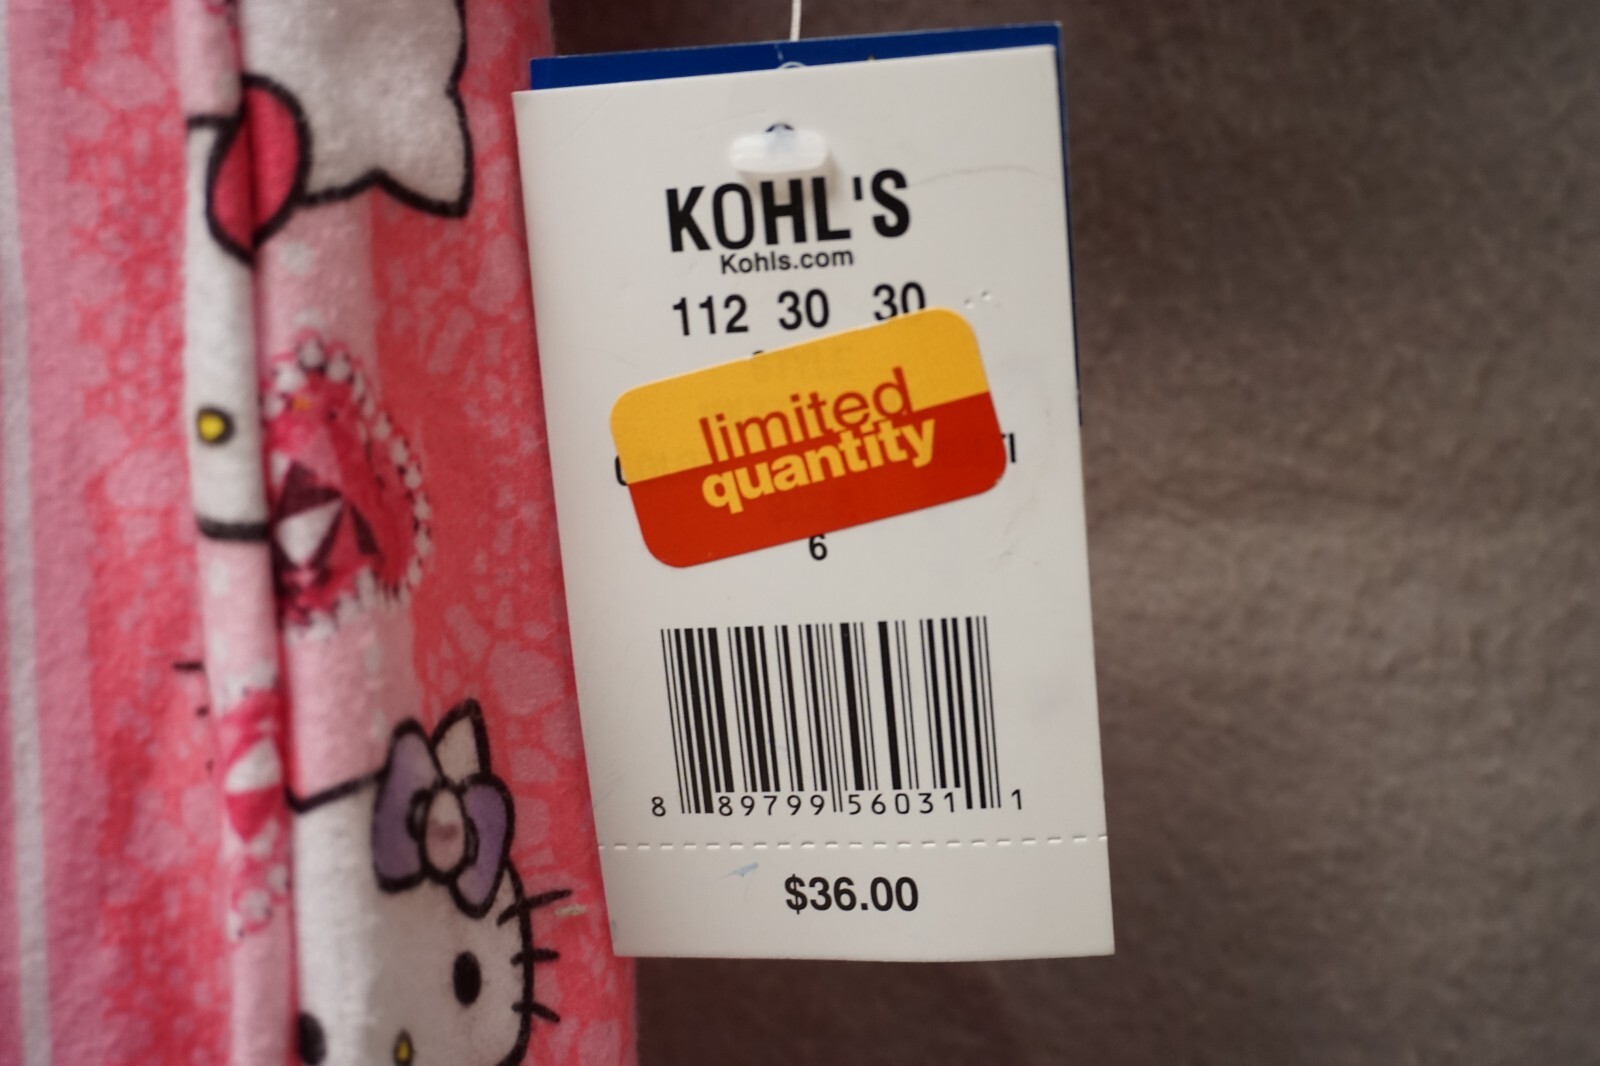 KOHL'S
Kohls.com
112 30 30
limited
quantity
6
8 89799 56031 1
$36.00